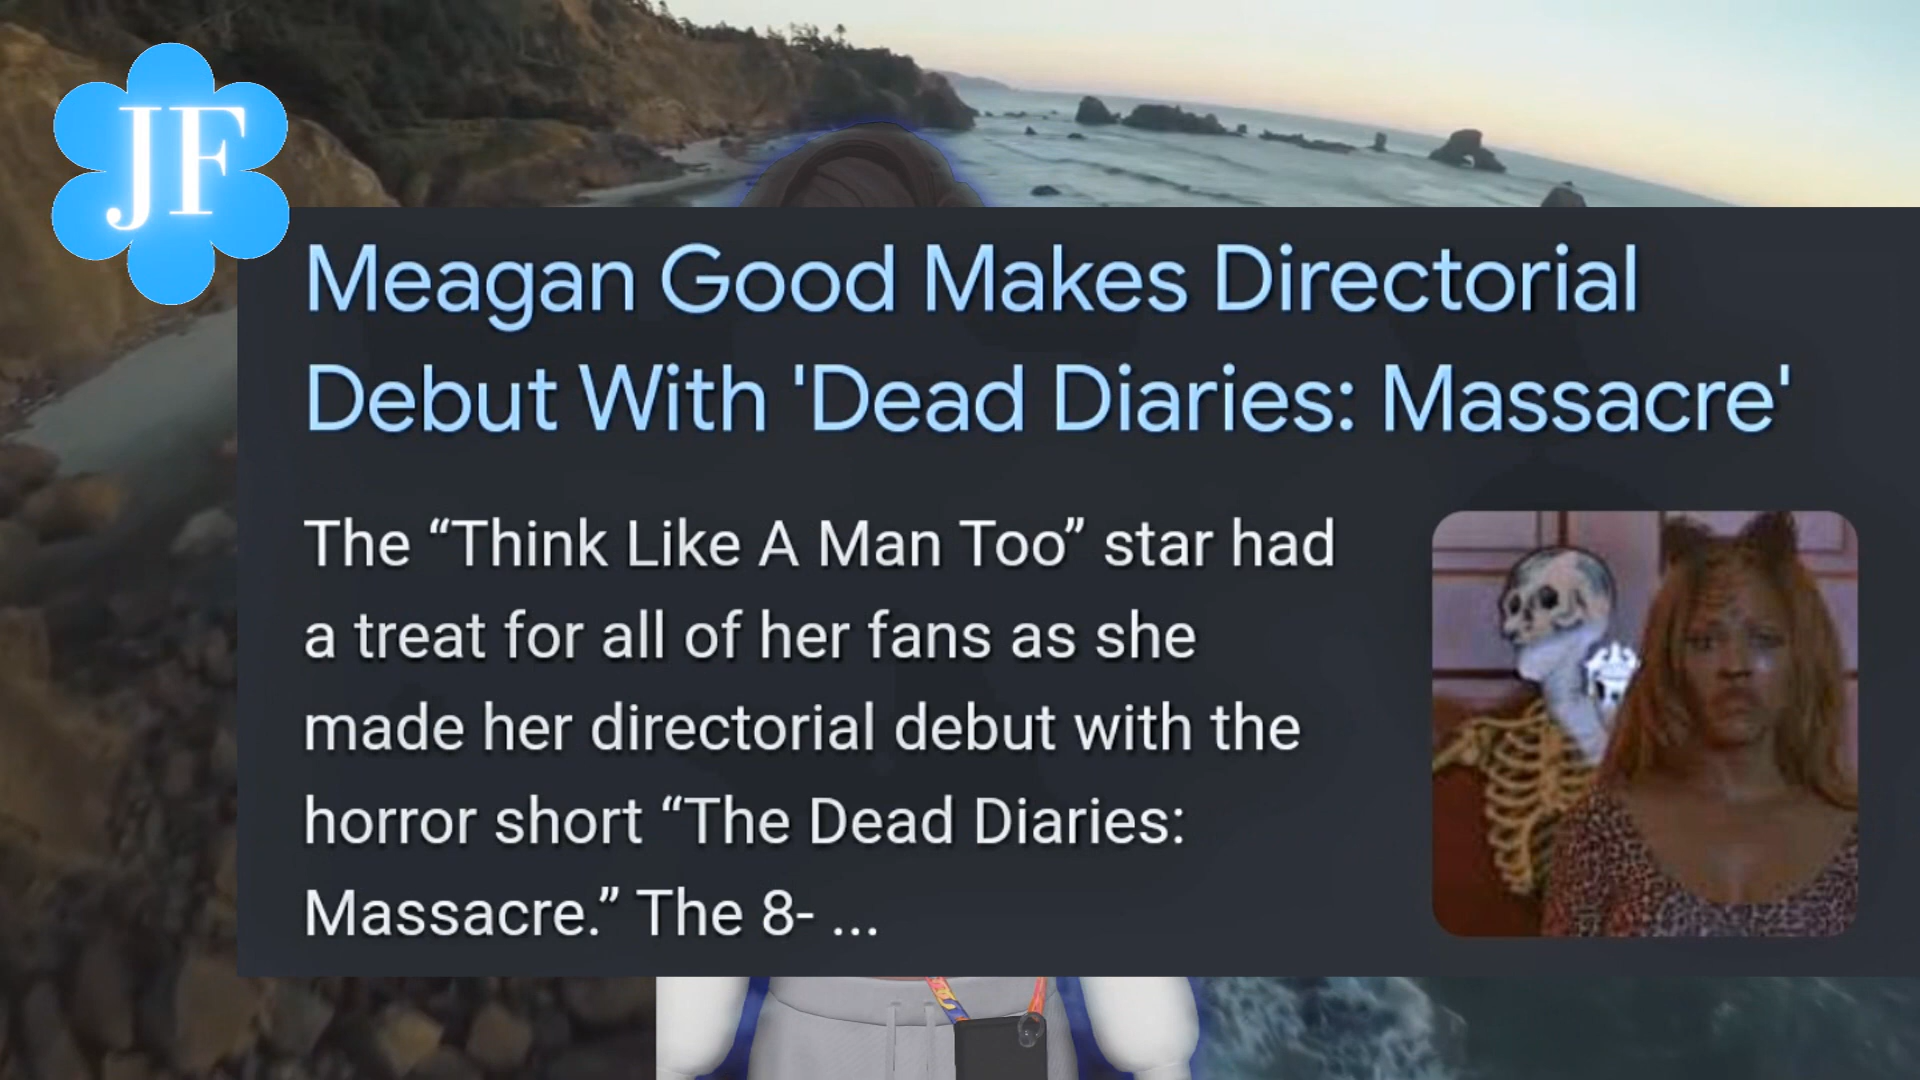 JF
Meagan Good Makes Directorial
Debut With 'Dead Diaries: Massacre'
The “Think Like A Man Too” star had
a treat for all of her fans as she
made her directorial debut with the
horror short “The Dead Diaries:
Massacre.” The 8- ...